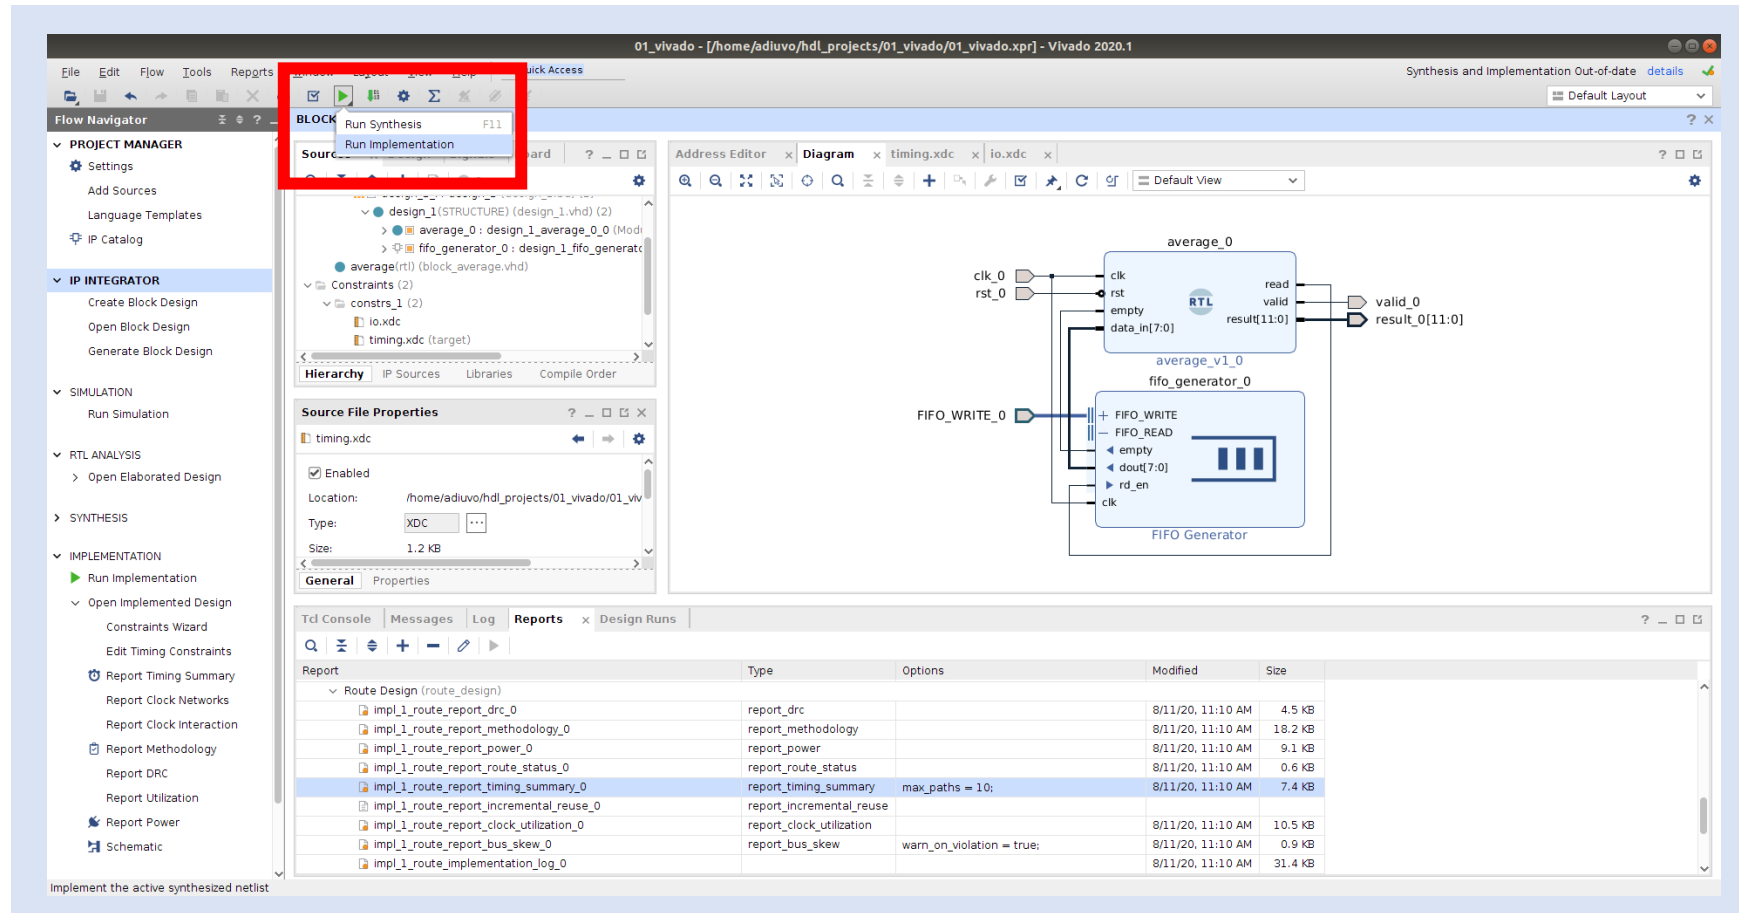 01_vivado - [/home/adiuvo/hdl_projects/01_vivado/01_vivado.xpr] - Vivado 2020.1
File Edit Flow Tools Reports Window Layout View Help Quick Access
Synthesis and Implementation Out-of-date details
Default Layout
Flow Navigator
PROJECT MANAGER
Settings
Add Sources
Language Templates
IP Catalog
IP INTEGRATOR
Create Block Design
Open Block Design
Generate Block Design
SIMULATION
Run Simulation
RTL ANALYSIS
Open Elaborated Design
SYNTHESIS
IMPLEMENTATION
Run Implementation
Open Implemented Design
Constraints Wizard
Edit Timing Constraints
Report Timing Summary
Report Clock Networks
Report Clock Interaction
Report Methodology
Report DRC
Report Utilization
Report Power
Schematic
Implement the active synthesized netlist
BLOCK
Run Synthesis F11
Run Implementation
Sources
design_1(STRUCTURE) (design_1.vhd) (2)
average_0 : design_1_average_0_0 (Modu
fifo_generator_0 : design_1_fifo_generato
average(rtl) (block_average.vhd)
Constraints (2)
constrs_1 (2)
io.xdc
timing.xdc (target)
Hierarchy IP Sources Libraries Compile Order
Source File Properties
timing.xdc
Enabled
Location: /home/adiuvo/hdl_projects/01_vivado/01_viv
Type: XDC ...
Size: 1.2 KB
General Properties
Address Editor Diagram timing.xdc io.xdc
Default View
average_0
clk_0
rst_0
clk
rst
empty
data_in[7:0]
RTL
read
valid
result[11:0]
valid_0
result_0[11:0]
average_v1_0
fifo_generator_0
FIFO_WRITE_0
FIFO_WRITE
FIFO_READ
empty
dout[7:0]
rd_en
clk
FIFO Generator
Tcl Console Messages Log Reports Design Runs
Report Type Options Modified Size
Route Design (route_design)
impl_1_route_report_drc_0 report_drc 8/11/20, 11:10 AM 4.5 KB
impl_1_route_report_methodology_0 report_methodology 8/11/20, 11:10 AM 18.2 KB
impl_1_route_report_power_0 report_power 8/11/20, 11:10 AM 9.1 KB
impl_1_route_report_route_status_0 report_route_status 8/11/20, 11:10 AM 0.6 KB
impl_1_route_report_timing_summary_0 report_timing_summary max_paths = 10; 8/11/20, 11:10 AM 7.4 KB
impl_1_route_report_incremental_reuse_0 report_incremental_reuse
impl_1_route_report_clock_utilization_0 report_clock_utilization 8/11/20, 11:10 AM 10.5 KB
impl_1_route_report_bus_skew_0 report_bus_skew warn_on_violation = true; 8/11/20, 11:10 AM 0.9 KB
impl_1_route_implementation_log_0 8/11/20, 11:10 AM 31.4 KB